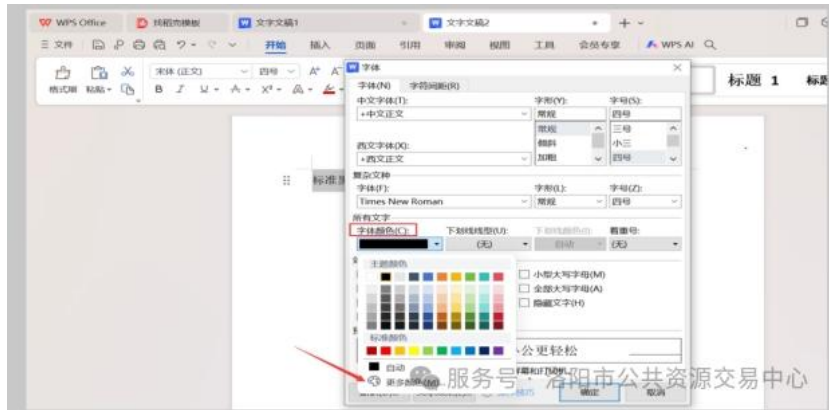 WPS Office 找稻壳模板 文字文稿1 文字文稿2
文件 开始 插入 页面 引用 审阅 视图 工具 会员专享 WPS AI
格式刷 粘贴 宋体 (正文) 四号 标题 1 标题
字体
字体(N) 字符间距(R)
中文字体(T): 字形(Y): 字号(S):
+中文正文 常规 四号
常规 三号
倾斜 小三
西文字体(X):
+西文正文 加粗 四号
复杂文种
字体(F): 字形(L): 字号(Z):
Times New Roman 常规 四号
所有文字
字体颜色(C): 下划线线型(U): 下划线颜色(I): 着重号:
(无) 自动 (无)
主题颜色
小型大写字母(M)
全部大写字母(A)
隐藏文字(H)
标准颜色
公更轻松
自动
更多颜色(M)...
服务号 · 洛阳市公共资源交易中心
确定 取消
标准